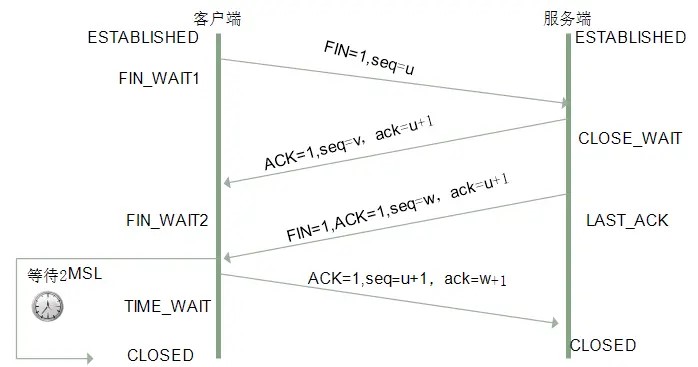 客户端
服务端
ESTABLISHED
ESTABLISHED
FIN=1,seq=u
FIN_WAIT1
ACK=1,seq=v，ack=u+1
CLOSE_WAIT
FIN=1,ACK=1,seq=w，ack=u+1
FIN_WAIT2
LAST_ACK
等待2MSL
ACK=1,seq=u+1，ack=w+1
TIME_WAIT
CLOSED
CLOSED